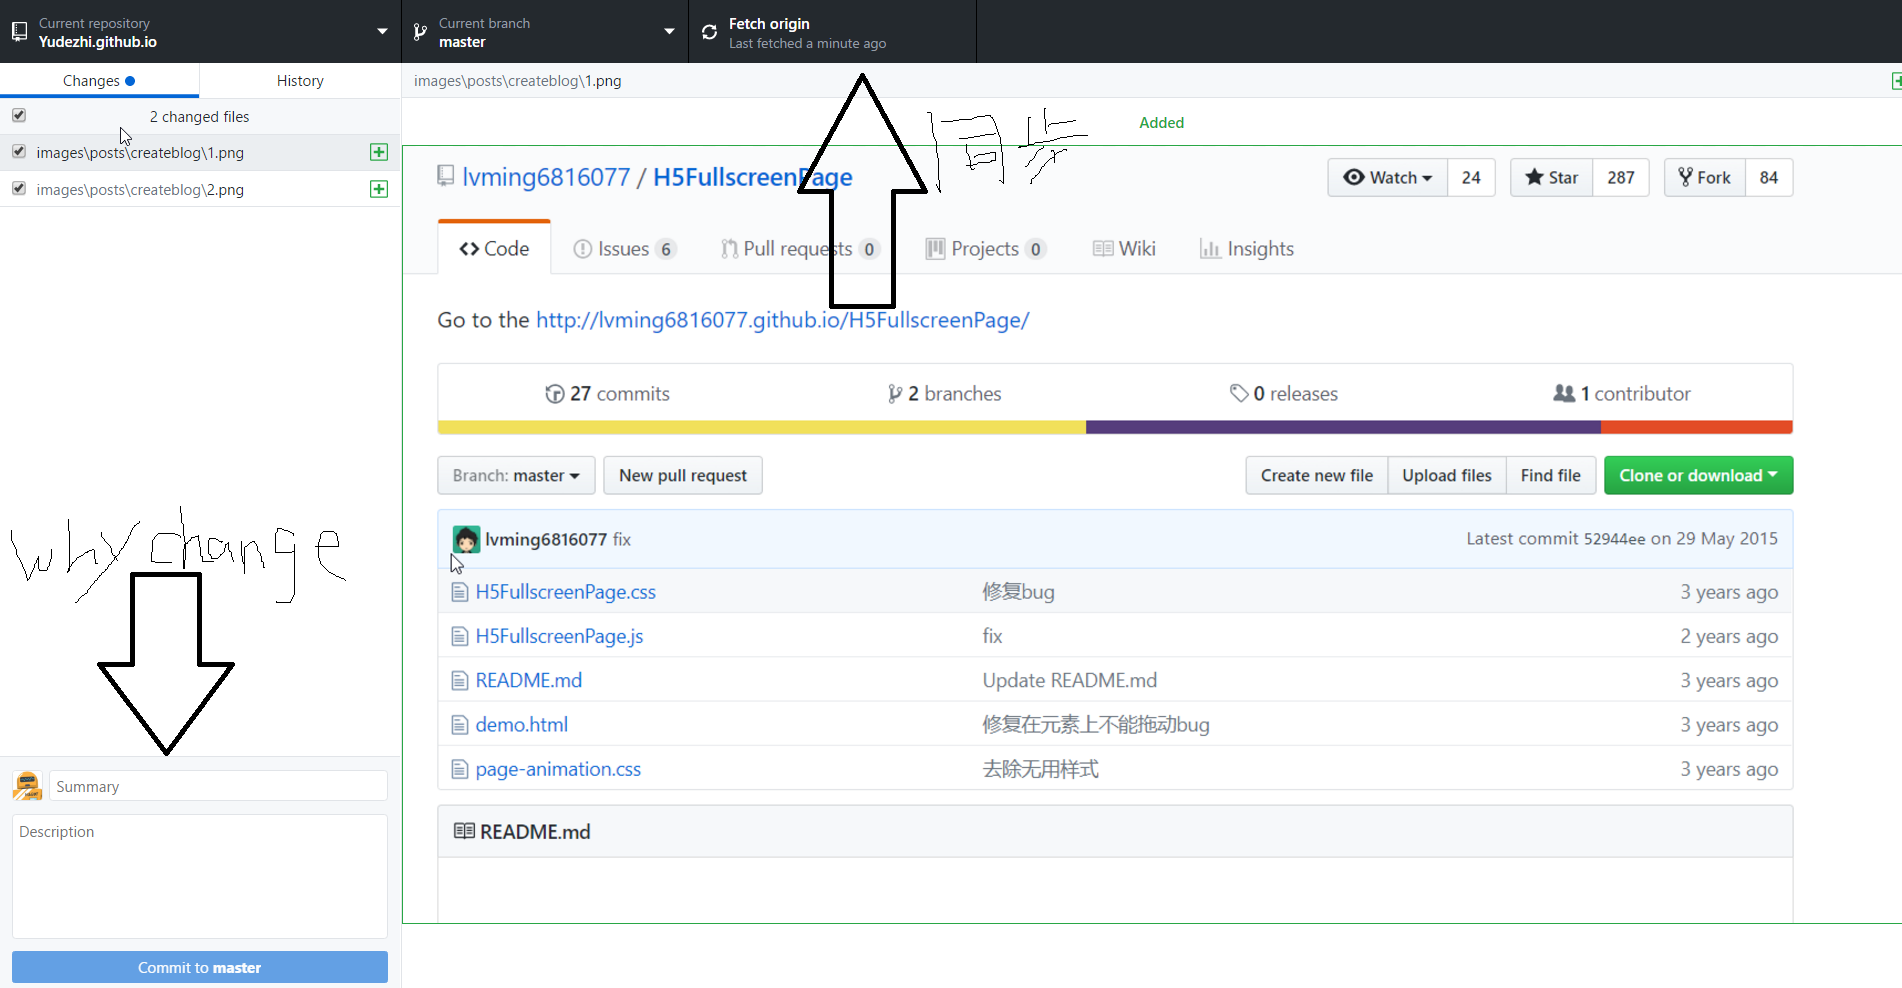 Current repository
Yudezhi.github.io
Current branch
master
Fetch origin
Last fetched a minute ago
Changes
History
images\posts\createblog\1.png
2 changed files
images\posts\createblog\1.png
images\posts\createblog\2.png
同步
Added
lvming6816077 / H5FullscreenPage
Watch 24
Star 287
Fork 84
Code
Issues 6
Pull requests 0
Projects 0
Wiki
Insights
Go to the http://lvming6816077.github.io/H5FullscreenPage/
27 commits
2 branches
0 releases
1 contributor
Branch: master
New pull request
Create new file
Upload files
Find file
Clone or download
lvming6816077 fix
Latest commit 52944ee on 29 May 2015
H5FullscreenPage.css 修复bug 3 years ago
H5FullscreenPage.js fix 2 years ago
README.md Update README.md 3 years ago
demo.html 修复在元素上不能拖动bug 3 years ago
page-animation.css 去除无用样式 3 years ago
README.md
why change
Summary
Description
Commit to master